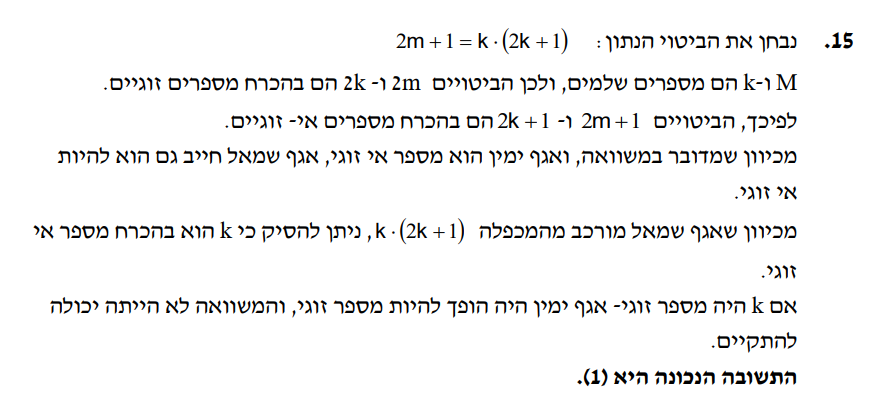 15. נבחן את הביטוי הנתון: 2m + 1 = k · (2k + 1)
M ו-k הם מספרים שלמים, ולכן הביטויים 2m ו- 2k הם בהכרח מספרים זוגיים.
לפיכך, הביטויים 2m + 1 ו- 2k + 1 הם בהכרח מספרים אי- זוגיים.
מכיוון שמדובר במשוואה, ואגף ימין הוא מספר אי זוגי, אגף שמאל חייב גם הוא להיות
אי זוגי.
מכיוון שאגף שמאל מורכב מהמכפלה k · (2k + 1), ניתן להסיק כי k הוא בהכרח מספר אי
זוגי.
אם k היה מספר זוגי- אגף ימין היה הופך להיות מספר זוגי, והמשוואה לא הייתה יכולה
להתקיים.
התשובה הנכונה היא (1).